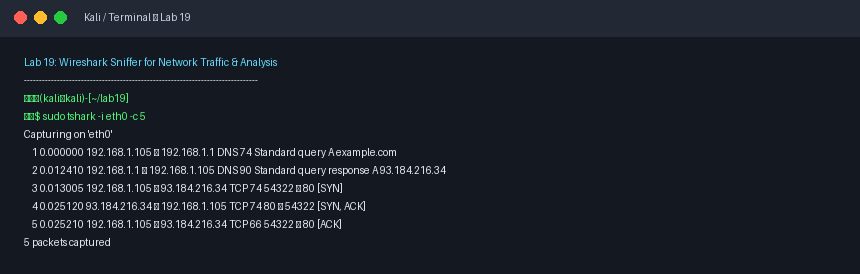 Kali / Terminal ▯ Lab 19
Lab 19: Wireshark Sniffer for Network Traffic & Analysis
------------------------------------------------------------------------------
▯▯▯(kali▯kali)-[~/lab19]
▯▯$ sudo tshark -i eth0 -c 5
Capturing on 'eth0'
1 0.000000 192.168.1.105 ▯ 192.168.1.1 DNS 74 Standard query A example.com
2 0.012410 192.168.1.1 ▯ 192.168.1.105 DNS 90 Standard query response A 93.184.216.34
3 0.013005 192.168.1.105 ▯ 93.184.216.34 TCP 74 54322 ▯ 80 [SYN]
4 0.025120 93.184.216.34 ▯ 192.168.1.105 TCP 74 80 ▯ 54322 [SYN, ACK]
5 0.025210 192.168.1.105 ▯ 93.184.216.34 TCP 66 54322 ▯ 80 [ACK]
5 packets captured